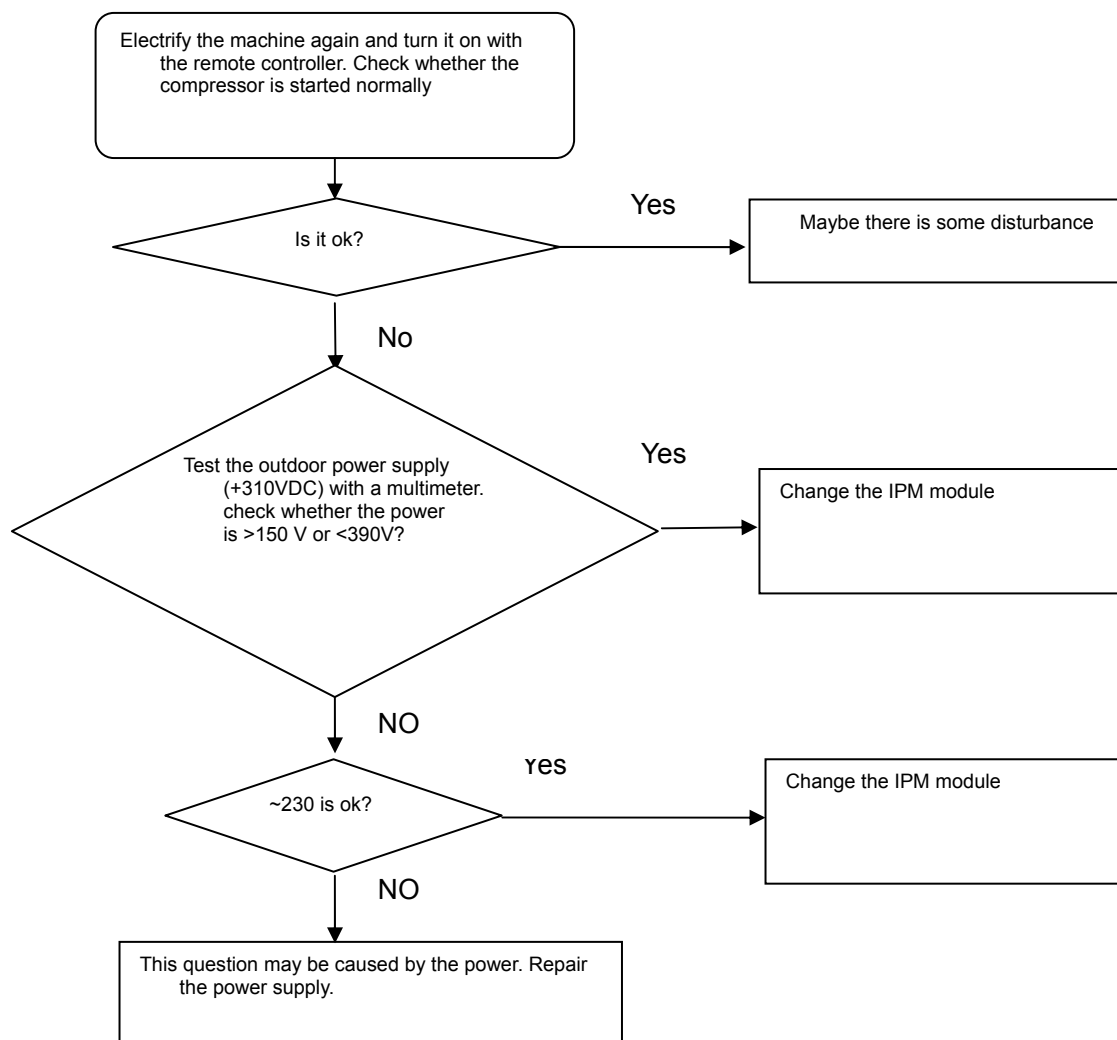 Electrify the machine again and turn it on with
the remote controller. Check whether the
compressor is started normally
Is it ok?
Yes
Maybe there is some disturbance
No
Test the outdoor power supply
(+310VDC) with a multimeter.
check whether the power
is >150 V or <390V?
Yes
Change the IPM module
NO
~230 is ok?
Yes
Change the IPM module
NO
This question may be caused by the power. Repair
the power supply.